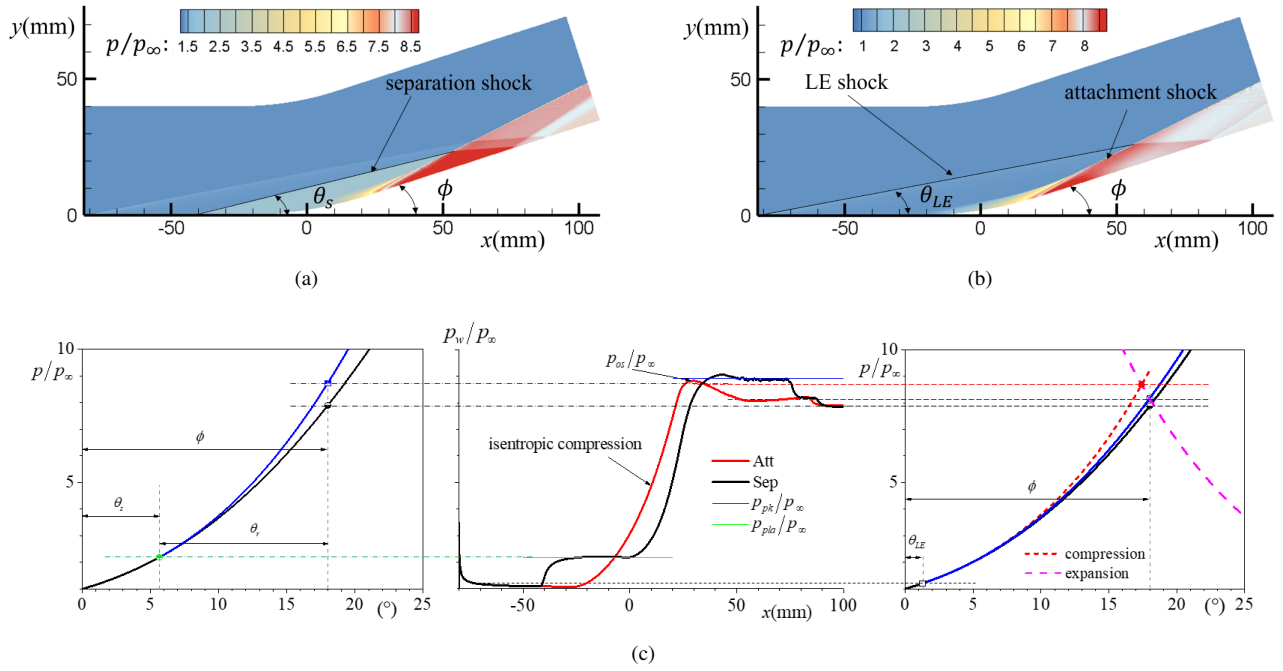 y(mm)
p/p∞:
1.5 2.5 3.5 4.5 5.5 6.5 7.5 8.5
50
separation shock
θs
ϕ
0
-50 0 50 100
x(mm)
(a)
y(mm)
p/p∞:
1 2 3 4 5 6 7 8
50
LE shock
attachment shock
θLE
ϕ
0
-50 0 50 100
x(mm)
(b)
10
p/p∞
ϕ
5
θs
θr
0 5 10 15 20 25
(°)
pw/p∞
pos/p∞
isentropic compression
Att
Sep
ppk/p∞
ppla/p∞
-50 0 50 100
x(mm)
10
p/p∞
5
ϕ
θLE
compression
expansion
0 5 10 15 20 25
(°)
(c)